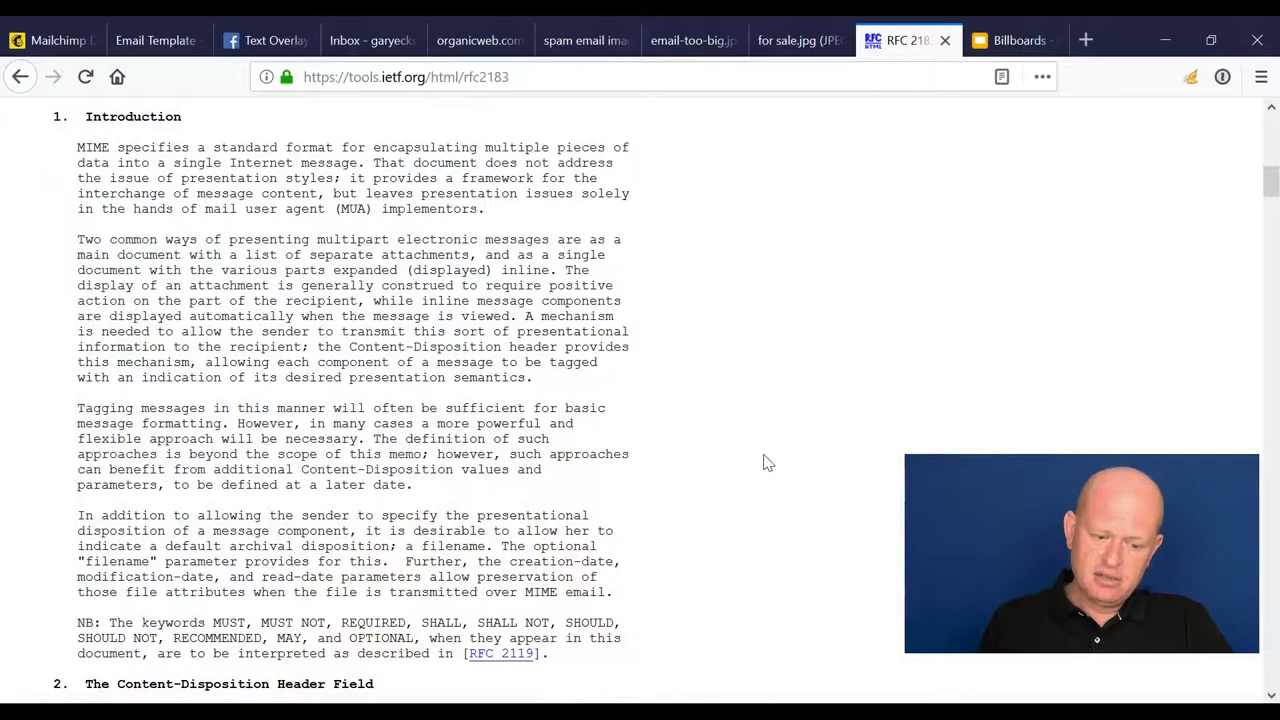 Mailchimp
Email Template
Text Overlay
Inbox - garyecks
organicweb.com
spam email ima
email-too-big.jp
for sale.jpg (JPE
RFC
HTML
RFC 218
Billboards -
https://tools.ietf.org/html/rfc2183
1. Introduction
MIME specifies a standard format for encapsulating multiple pieces of
data into a single Internet message. That document does not address
the issue of presentation styles; it provides a framework for the
interchange of message content, but leaves presentation issues solely
in the hands of mail user agent (MUA) implementors.
Two common ways of presenting multipart electronic messages are as a
main document with a list of separate attachments, and as a single
document with the various parts expanded (displayed) inline. The
display of an attachment is generally construed to require positive
action on the part of the recipient, while inline message components
are displayed automatically when the message is viewed. A mechanism
is needed to allow the sender to transmit this sort of presentational
information to the recipient; the Content-Disposition header provides
this mechanism, allowing each component of a message to be tagged
with an indication of its desired presentation semantics.
Tagging messages in this manner will often be sufficient for basic
message formatting. However, in many cases a more powerful and
flexible approach will be necessary. The definition of such
approaches is beyond the scope of this memo; however, such approaches
can benefit from additional Content-Disposition values and
parameters, to be defined at a later date.
In addition to allowing the sender to specify the presentational
disposition of a message component, it is desirable to allow her to
indicate a default archival disposition; a filename. The optional
"filename" parameter provides for this. Further, the creation-date,
modification-date, and read-date parameters allow preservation of
those file attributes when the file is transmitted over MIME email.
NB: The keywords MUST, MUST NOT, REQUIRED, SHALL, SHALL NOT, SHOULD,
SHOULD NOT, RECOMMENDED, MAY, and OPTIONAL, when they appear in this
document, are to be interpreted as described in [RFC 2119].
2. The Content-Disposition Header Field